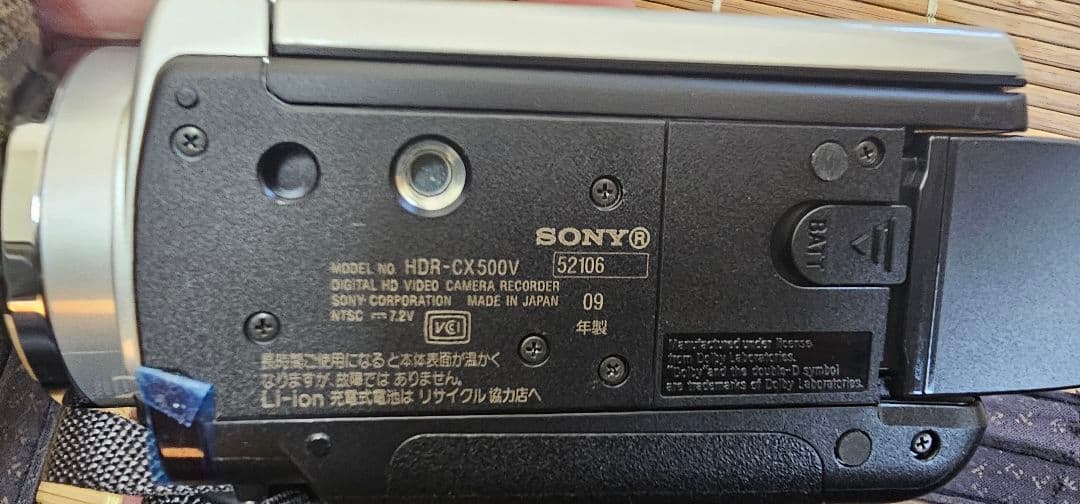 SONY®
MODEL NO. HDR-CX500V 52106
DIGITAL HD VIDEO CAMERA RECORDER
SONY CORPORATION MADE IN JAPAN 09
NTSC ⎓7.2V VCI 年製
長時間ご使用になると本体表面が温かく
なりますが、故障ではありません。
Li-ion 充電式電池は リサイクル協力店へ
BATT
Manufactured under license
from Dolby Laboratories.
"Dolby"and the double-D symbol
are trademarks of Dolby Laboratories.